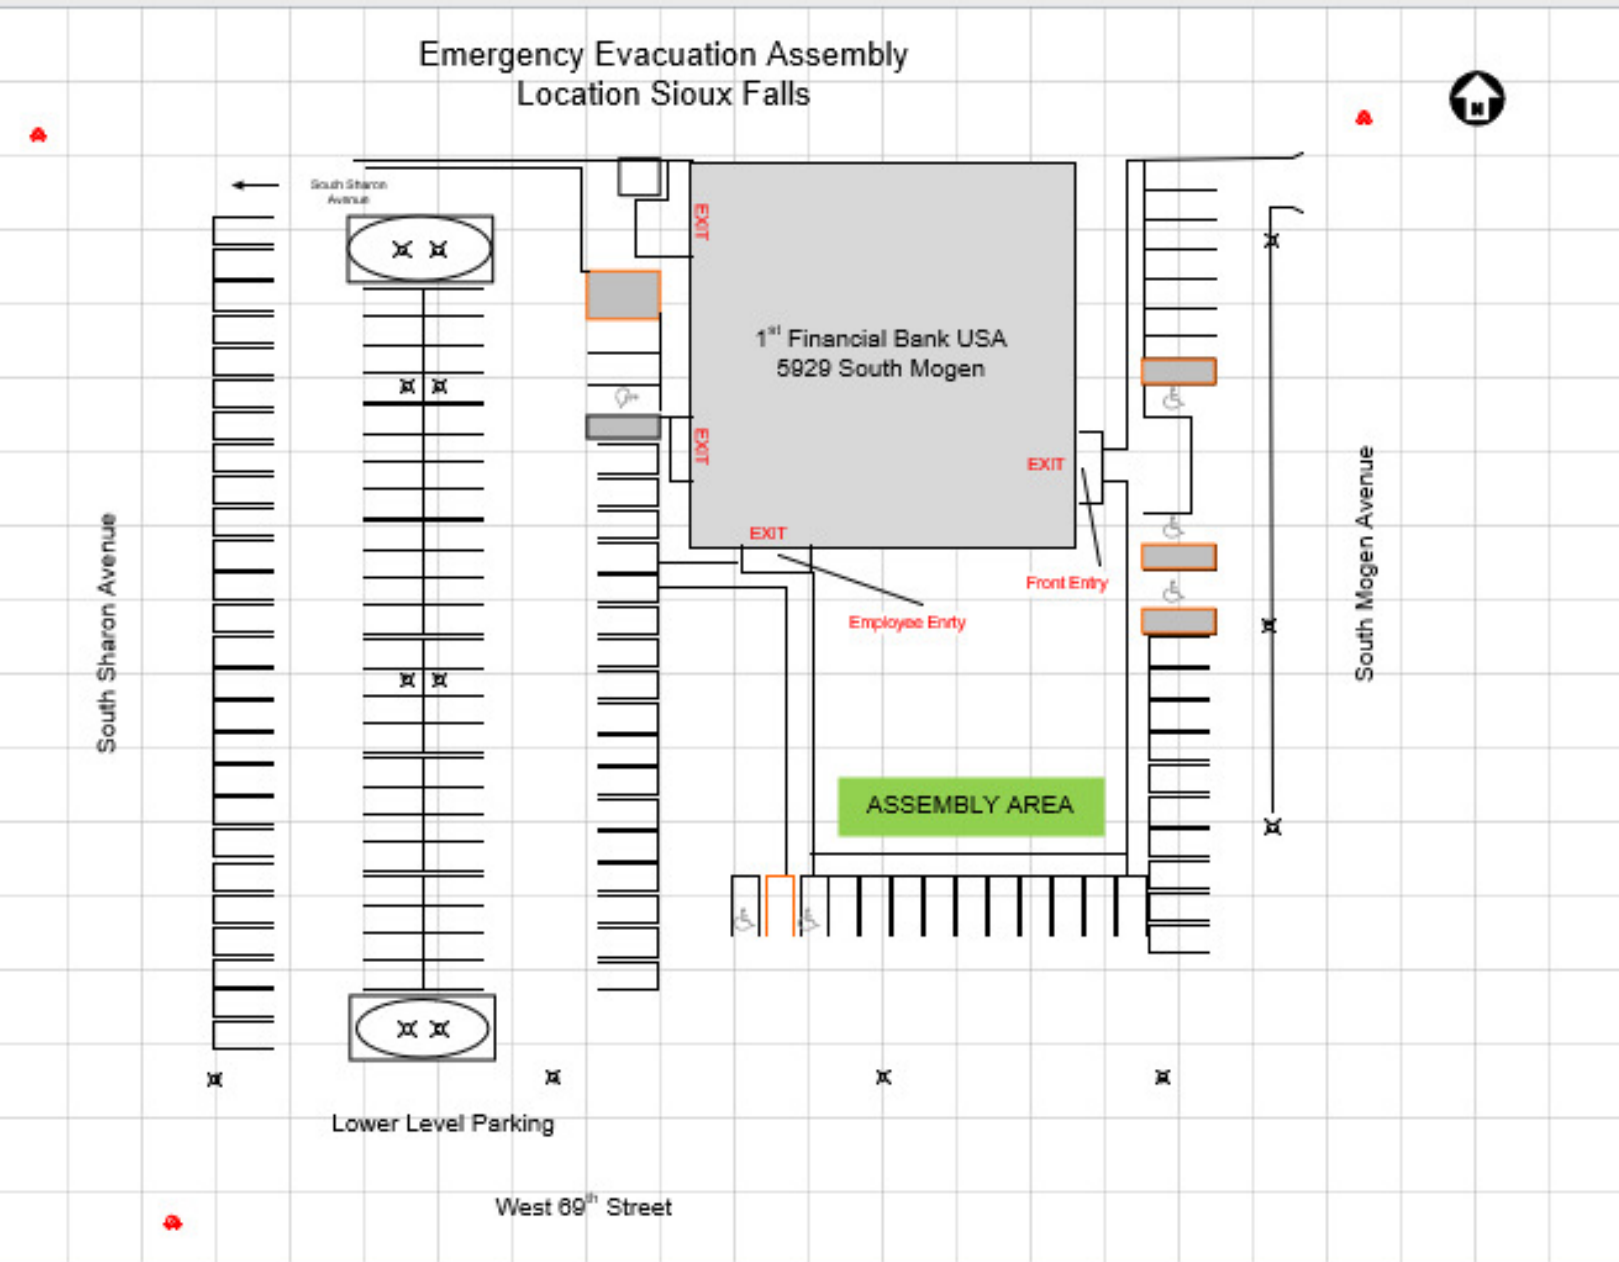 Emergency Evacuation Assembly
Location Sioux Falls
N
South Sharon
Avenue
EXIT
1st Financial Bank USA
5929 South Mogen
EXIT
EXIT
EXIT
Front Entry
Employee Enrty
South Sharon Avenue
South Mogen Avenue
ASSEMBLY AREA
Lower Level Parking
West 69th Street